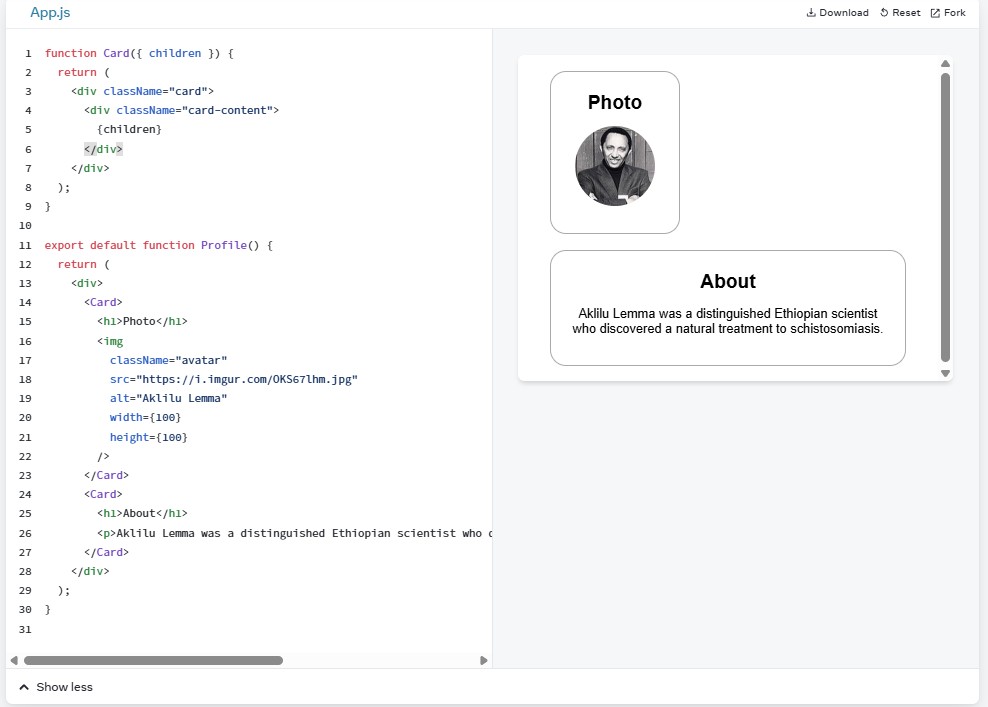 App.js
Download Reset Fork
1 function Card({ children }) {
2   return (
3     <div className="card">
4       <div className="card-content">
5         {children}
6       </div>
7     </div>
8   );
9 }
10
11 export default function Profile() {
12   return (
13     <div>
14       <Card>
15         <h1>Photo</h1>
16         <img
17           className="avatar"
18           src="https://i.imgur.com/OKS67lhm.jpg"
19           alt="Aklilu Lemma"
20           width={100}
21           height={100}
22         />
23       </Card>
24       <Card>
25         <h1>About</h1>
26         <p>Aklilu Lemma was a distinguished Ethiopian scientist who
27       </Card>
28     </div>
29   );
30 }
31
Show less
Photo
About
Aklilu Lemma was a distinguished Ethiopian scientist
who discovered a natural treatment to schistosomiasis.